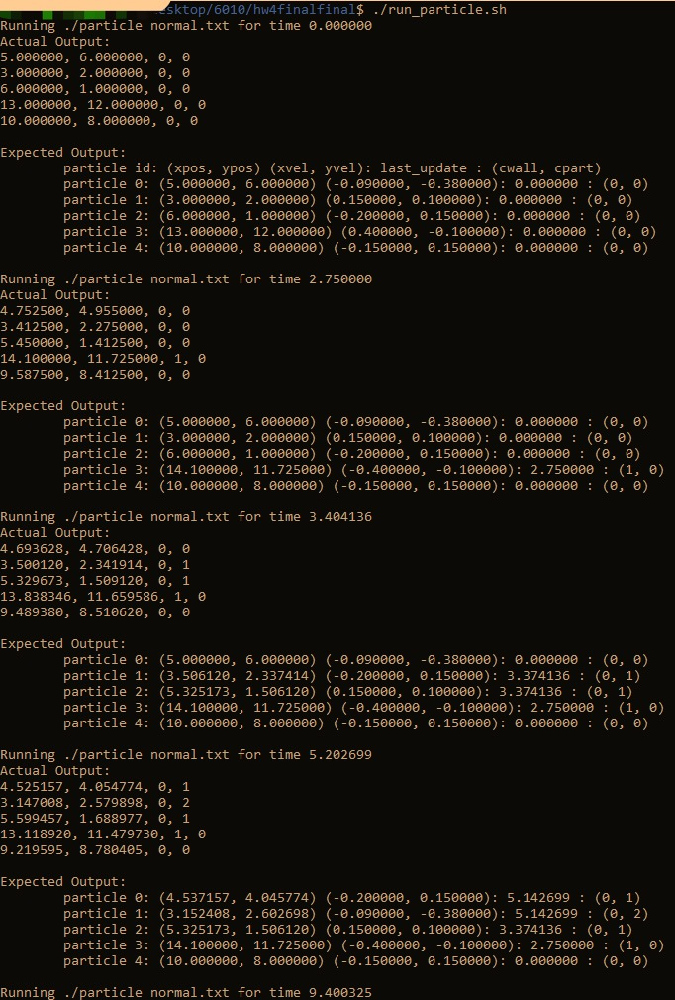 esktop/6010/hw4finalfinal$ ./run_particle.sh
Running ./particle normal.txt for time 0.000000
Actual Output:
5.000000, 6.000000, 0, 0
3.000000, 2.000000, 0, 0
6.000000, 1.000000, 0, 0
13.000000, 12.000000, 0, 0
10.000000, 8.000000, 0, 0
Expected Output:
particle id: (xpos, ypos) (xvel, yvel): last_update : (cwall, cpart)
particle 0: (5.000000, 6.000000) (-0.090000, -0.380000): 0.000000 : (0, 0)
particle 1: (3.000000, 2.000000) (0.150000, 0.100000): 0.000000 : (0, 0)
particle 2: (6.000000, 1.000000) (-0.200000, 0.150000): 0.000000 : (0, 0)
particle 3: (13.000000, 12.000000) (0.400000, -0.100000): 0.000000 : (0, 0)
particle 4: (10.000000, 8.000000) (-0.150000, 0.150000): 0.000000 : (0, 0)
Running ./particle normal.txt for time 2.750000
Actual Output:
4.752500, 4.955000, 0, 0
3.412500, 2.275000, 0, 0
5.450000, 1.412500, 0, 0
14.100000, 11.725000, 1, 0
9.587500, 8.412500, 0, 0
Expected Output:
particle 0: (5.000000, 6.000000) (-0.090000, -0.380000): 0.000000 : (0, 0)
particle 1: (3.000000, 2.000000) (0.150000, 0.100000): 0.000000 : (0, 0)
particle 2: (6.000000, 1.000000) (-0.200000, 0.150000): 0.000000 : (0, 0)
particle 3: (14.100000, 11.725000) (-0.400000, -0.100000): 2.750000 : (1, 0)
particle 4: (10.000000, 8.000000) (-0.150000, 0.150000): 0.000000 : (0, 0)
Running ./particle normal.txt for time 3.404136
Actual Output:
4.693628, 4.706428, 0, 0
3.500120, 2.341914, 0, 1
5.329673, 1.509120, 0, 1
13.838346, 11.659586, 1, 0
9.489380, 8.510620, 0, 0
Expected Output:
particle 0: (5.000000, 6.000000) (-0.090000, -0.380000): 0.000000 : (0, 0)
particle 1: (3.506120, 2.337414) (-0.200000, 0.150000): 3.374136 : (0, 1)
particle 2: (5.325173, 1.506120) (0.150000, 0.100000): 3.374136 : (0, 1)
particle 3: (14.100000, 11.725000) (-0.400000, -0.100000): 2.750000 : (1, 0)
particle 4: (10.000000, 8.000000) (-0.150000, 0.150000): 0.000000 : (0, 0)
Running ./particle normal.txt for time 5.202699
Actual Output:
4.525157, 4.054774, 0, 1
3.147008, 2.579898, 0, 2
5.599457, 1.688977, 0, 1
13.118920, 11.479730, 1, 0
9.219595, 8.780405, 0, 0
Expected Output:
particle 0: (4.537157, 4.045774) (-0.200000, 0.150000): 5.142699 : (0, 1)
particle 1: (3.152408, 2.602698) (-0.090000, -0.380000): 5.142699 : (0, 2)
particle 2: (5.325173, 1.506120) (0.150000, 0.100000): 3.374136 : (0, 1)
particle 3: (14.100000, 11.725000) (-0.400000, -0.100000): 2.750000 : (1, 0)
particle 4: (10.000000, 8.000000) (-0.150000, 0.150000): 0.000000 : (0, 0)
Running ./particle normal.txt for time 9.400325